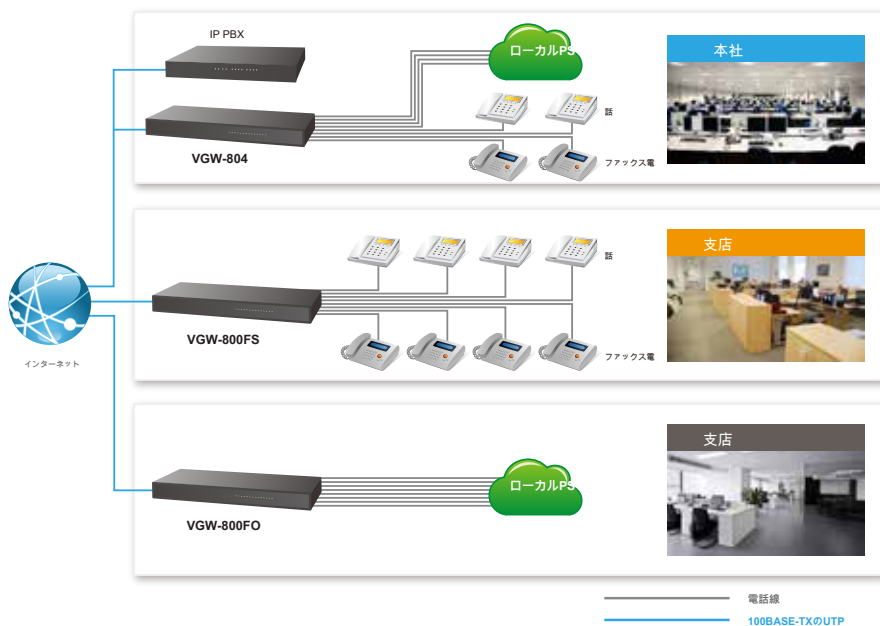 IP PBX
ローカルPS
本社
VGW-804
話
ファックス電
支店
話
VGW-800FS
ファックス電
インターネット
支店
ローカルPS
VGW-800FO
電話線
100BASE-TXのUTP